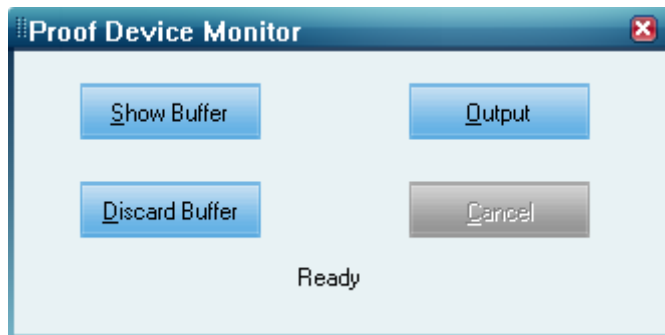 Proof Device Monitor
Show Buffer
Output
Discard Buffer
Cancel
Ready